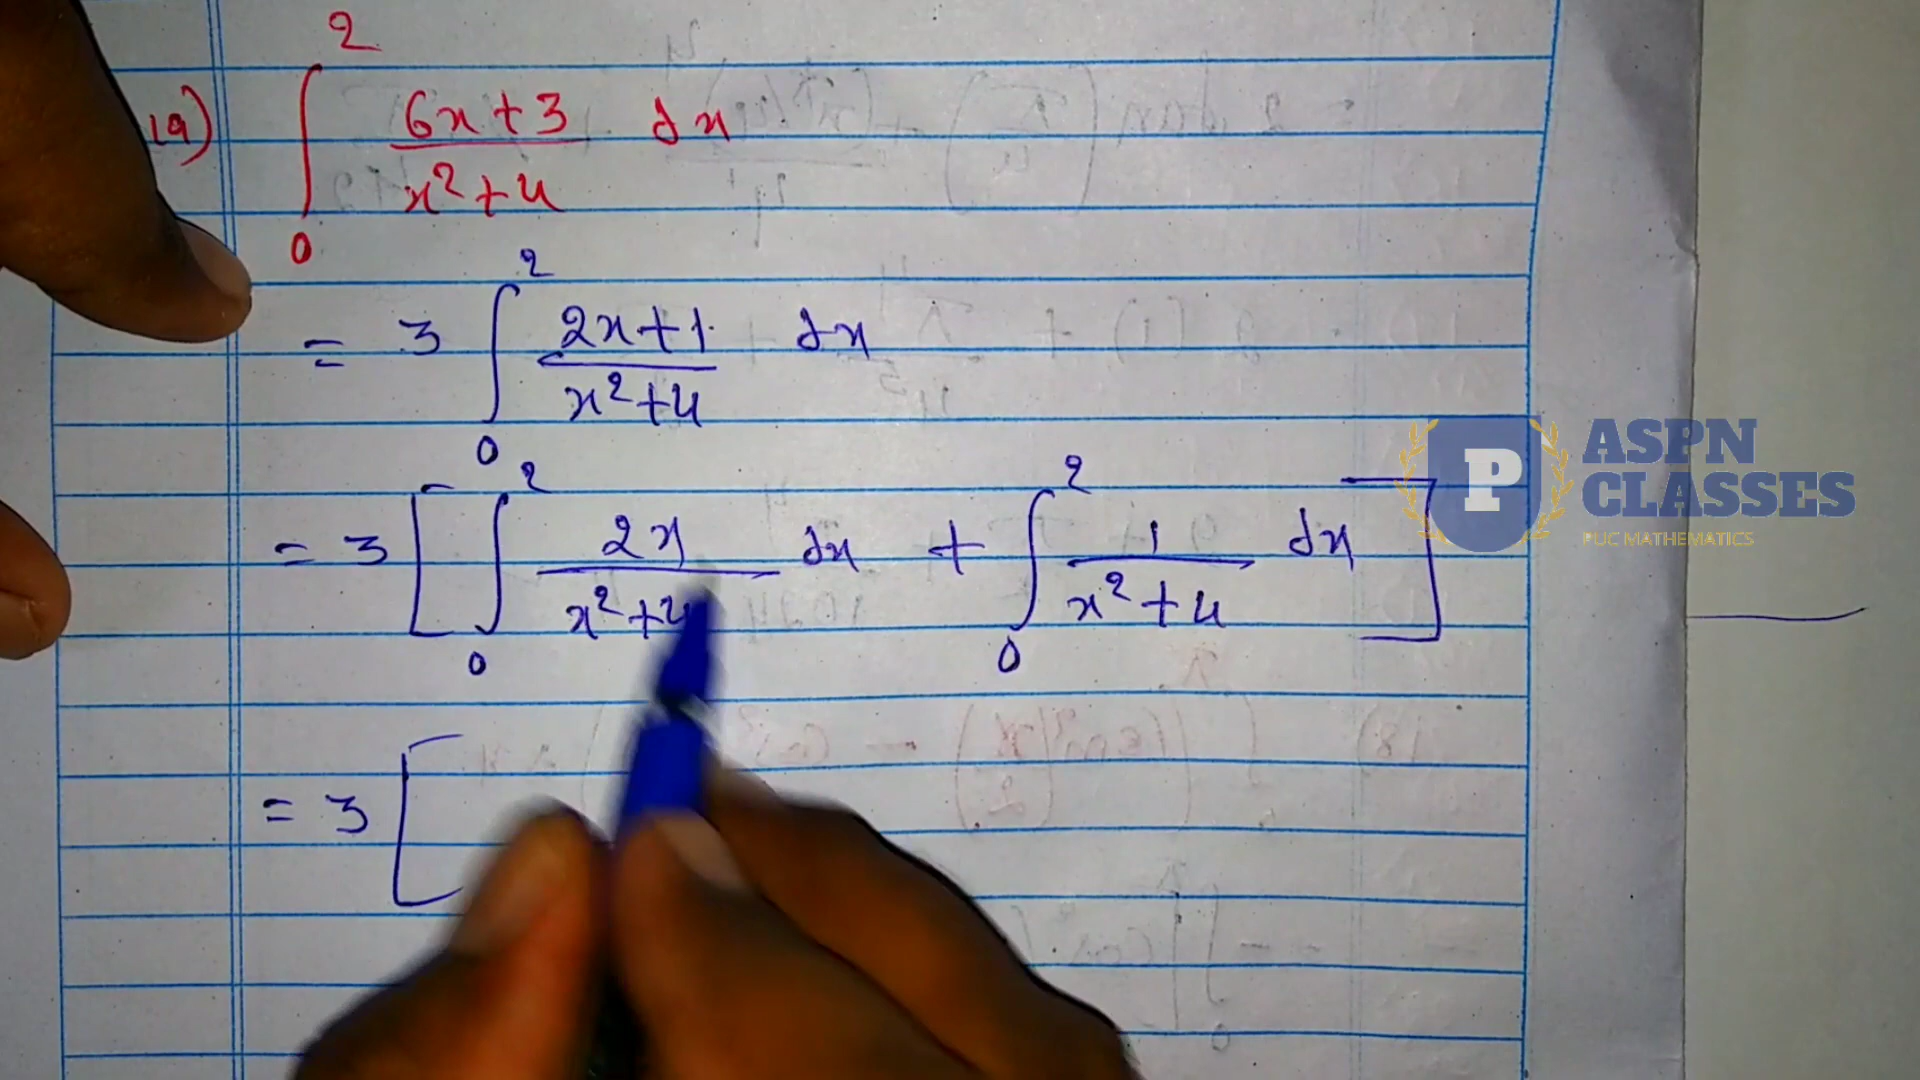 19) ∫₀² (6x+3)/(x²+4) dx
= 3 ∫₀² (2x+1)/(x²+4) dx
= 3 [ ∫₀² 2x/(x²+4) dx + ∫₀² 1/(x²+4) dx ]
= 3 [
P ASPN CLASSES
PUC MATHEMATICS